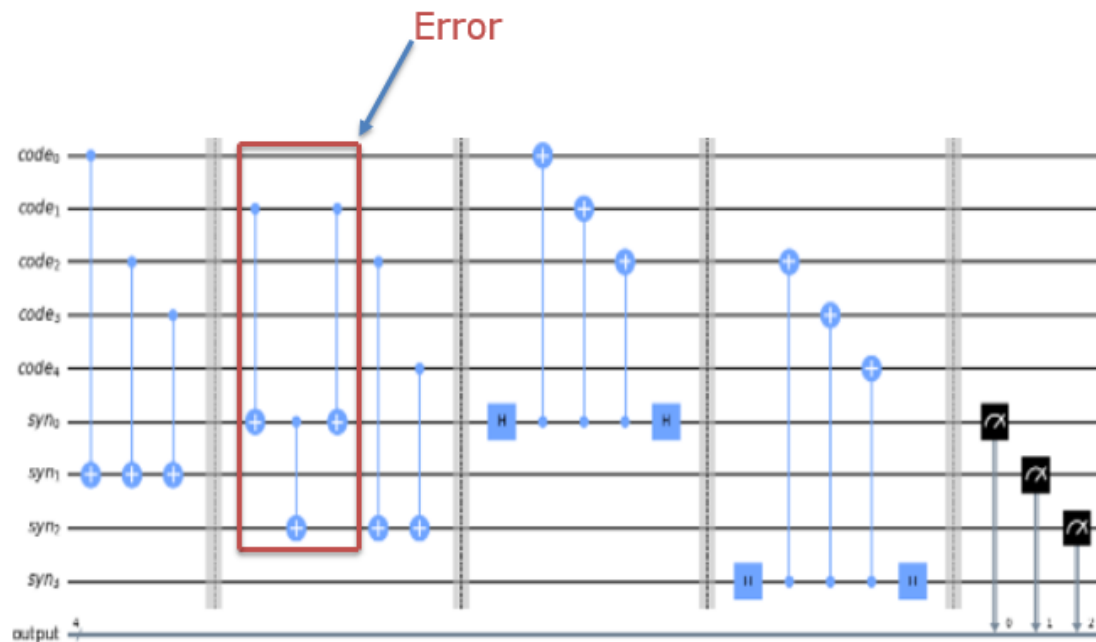 Error
code₀
code₁
code₂
code₃
code₄
syn₀
H H
syn₁
syn₂
syn₃
H H
output 4 0 1 2